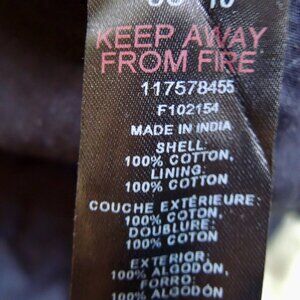 KEEP AWAY
FROM FIRE
117578455
F102154
MADE IN INDIA
SHELL:
100% COTTON,
LINING:
100% COTTON
COUCHE EXTÉRIEURE:
100% COTON,
DOUBLURE:
100% COTON
EXTERIOR:
100% ALGODÓN,
FORRO:
100% ALGODÓN